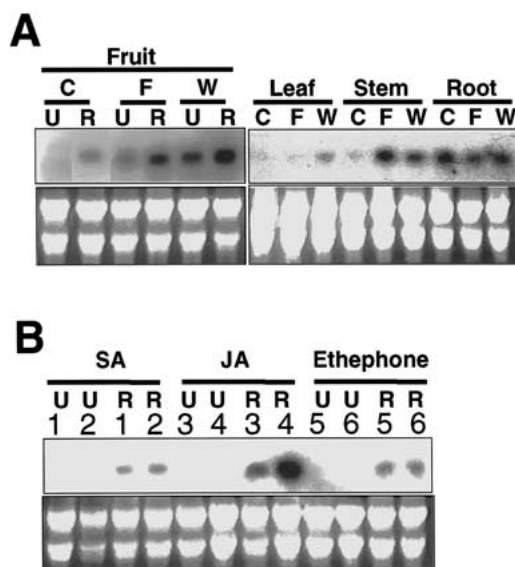 A
Fruit
C F W Leaf Stem Root
U R U R U R C F W C F W C F W
B
SA JA Ethephone
U U R R U U R R U U R R
1 2 1 2 3 4 3 4 5 6 5 6